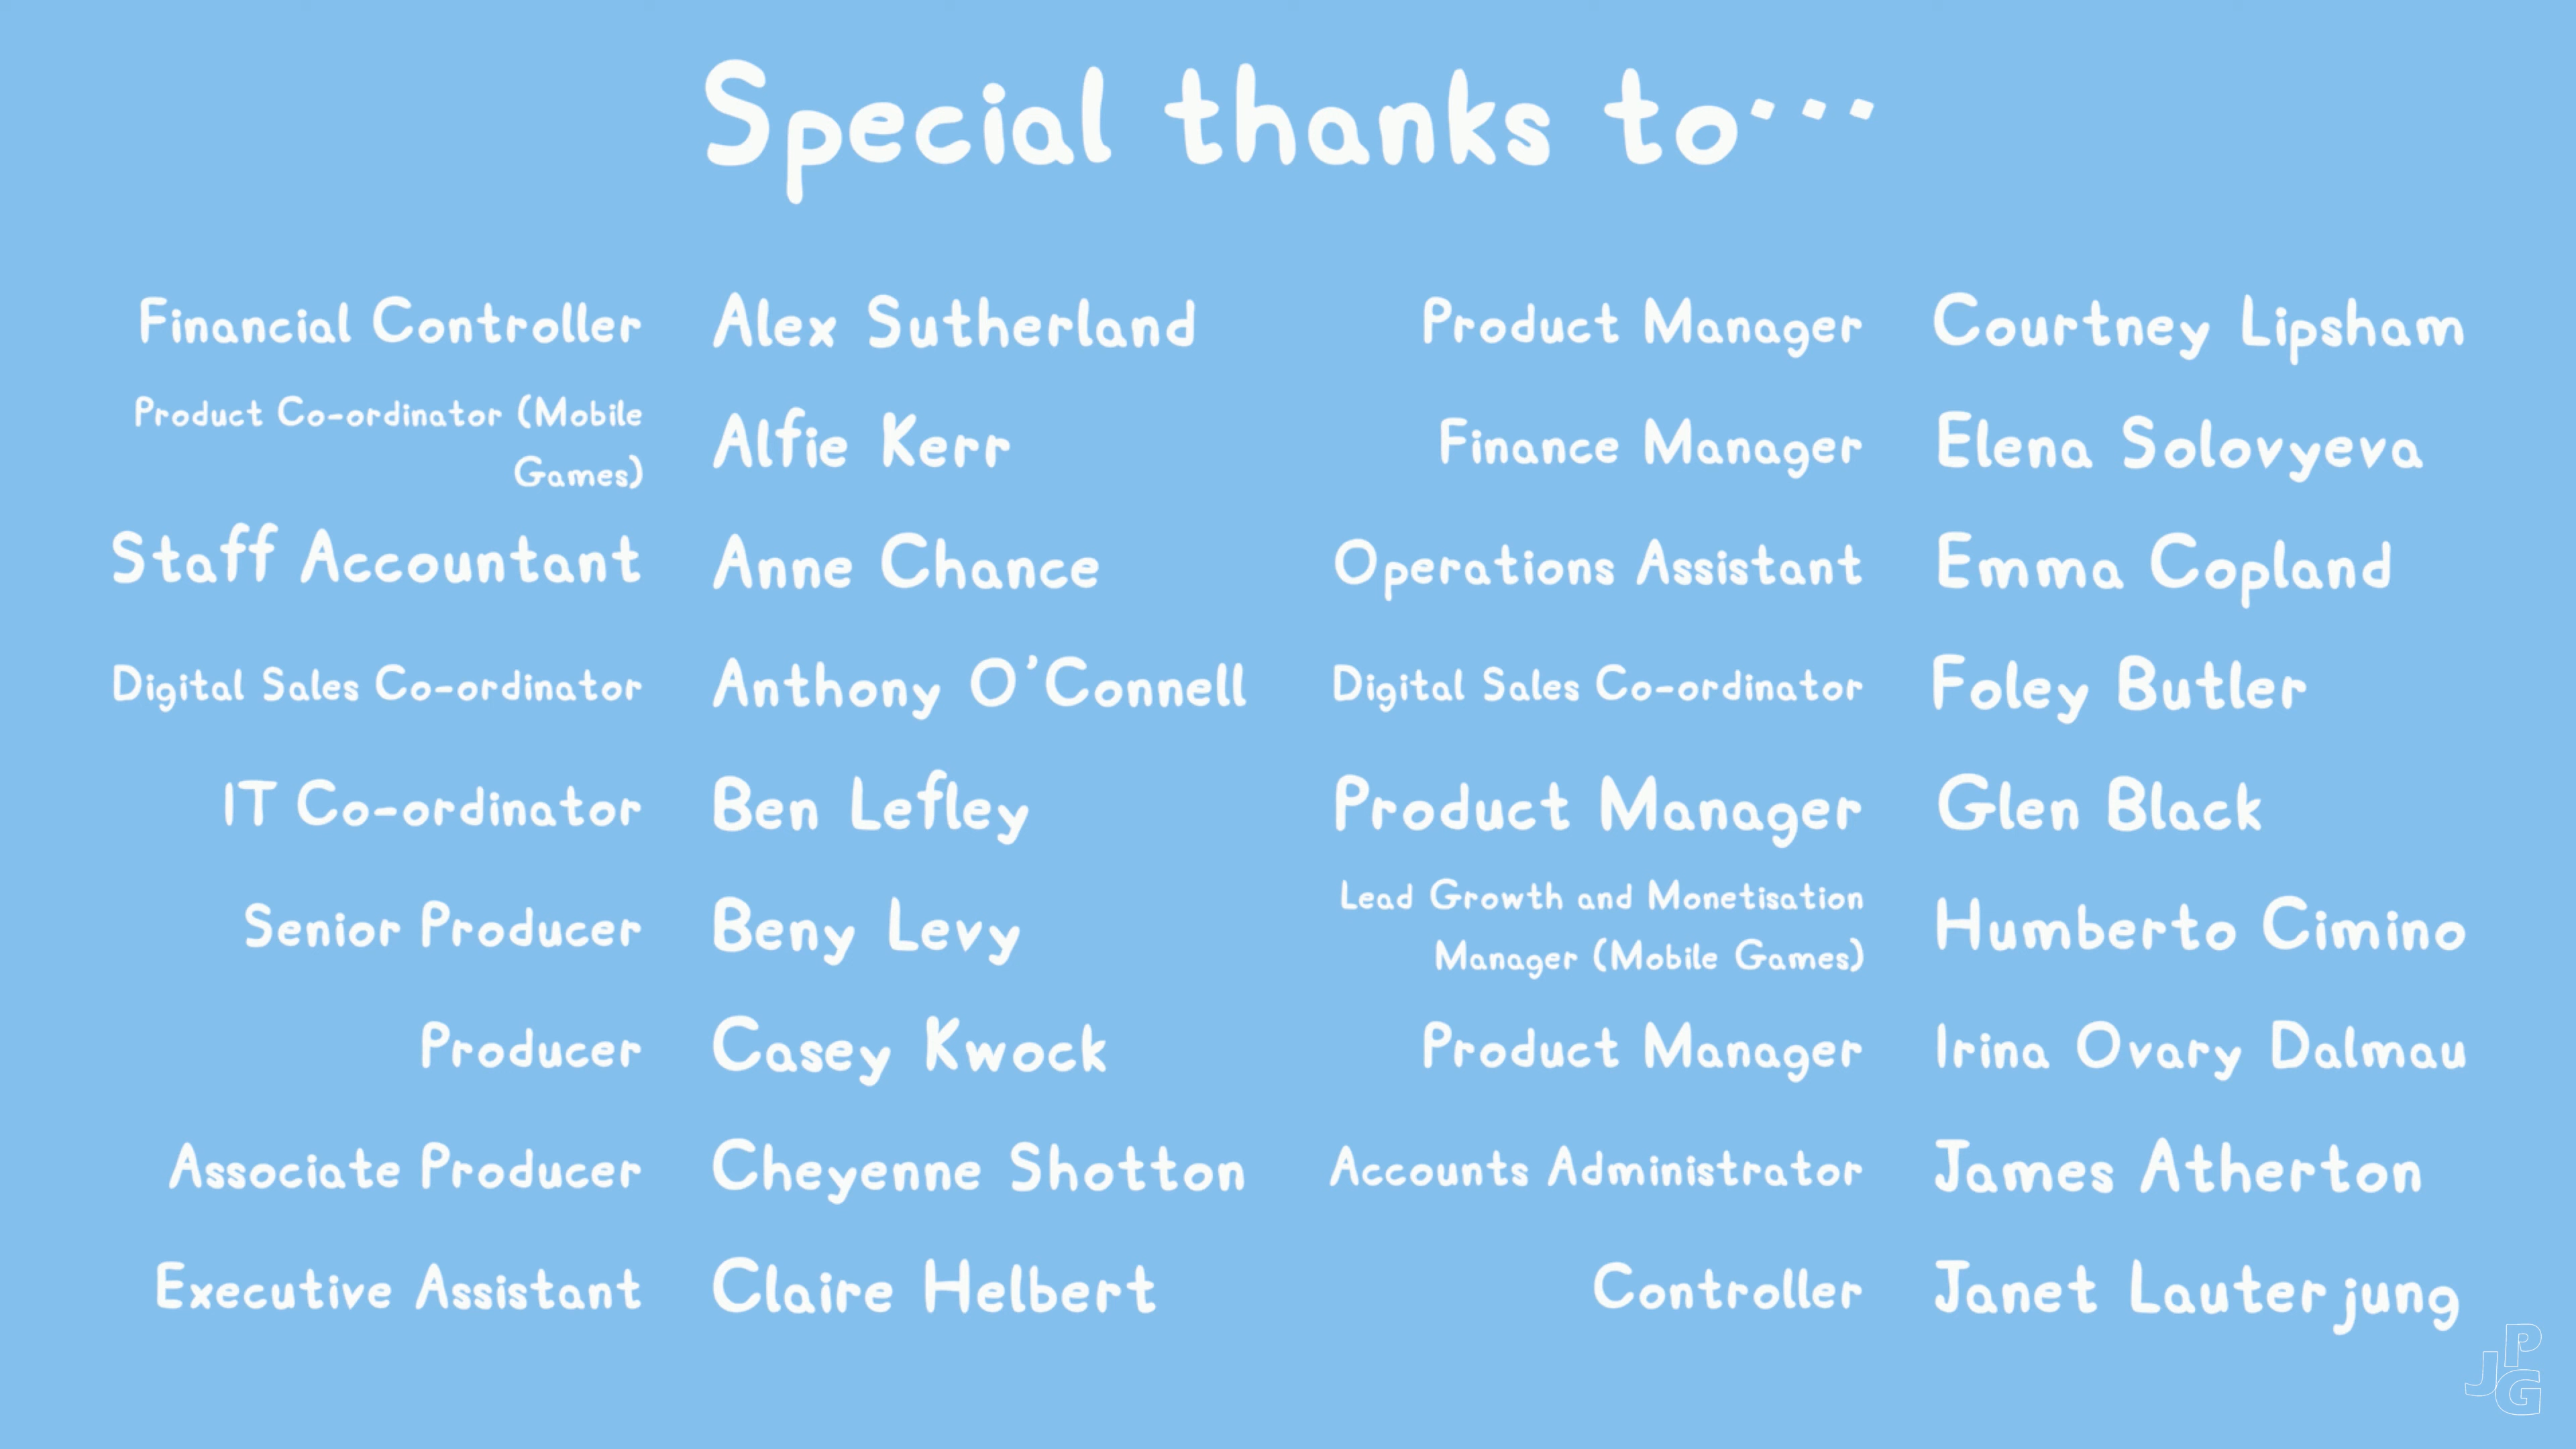 Special thanks to...
Financial Controller Alex Sutherland
Product Co-ordinator (Mobile
Games) Alfie Kerr
Staff Accountant Anne Chance
Digital Sales Co-ordinator Anthony O'Connell
IT Co-ordinator Ben Lefley
Senior Producer Beny Levy
Producer Casey Kwock
Associate Producer Cheyenne Shotton
Executive Assistant Claire Helbert
Product Manager Courtney Lipsham
Finance Manager Elena Solovyeva
Operations Assistant Emma Copland
Digital Sales Co-ordinator Foley Butler
Product Manager Glen Black
Lead Growth and Monetisation
Manager (Mobile Games) Humberto Cimino
Product Manager Irina Ovary Dalmau
Accounts Administrator James Atherton
Controller Janet Lauterjung
JPG